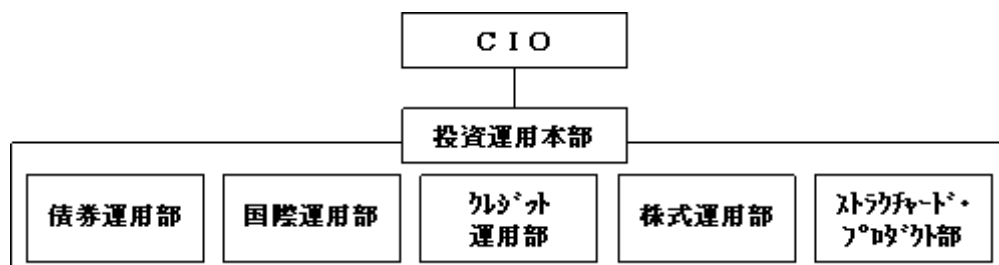 ＣＩＯ
投資運用本部
債券運用部
国際運用部
ｸﾚｼﾞｯﾄ
運用部
株式運用部
ｽﾄﾗｸﾁｬｰﾄﾞ・
ﾌﾟﾛﾀﾞｸﾄ部